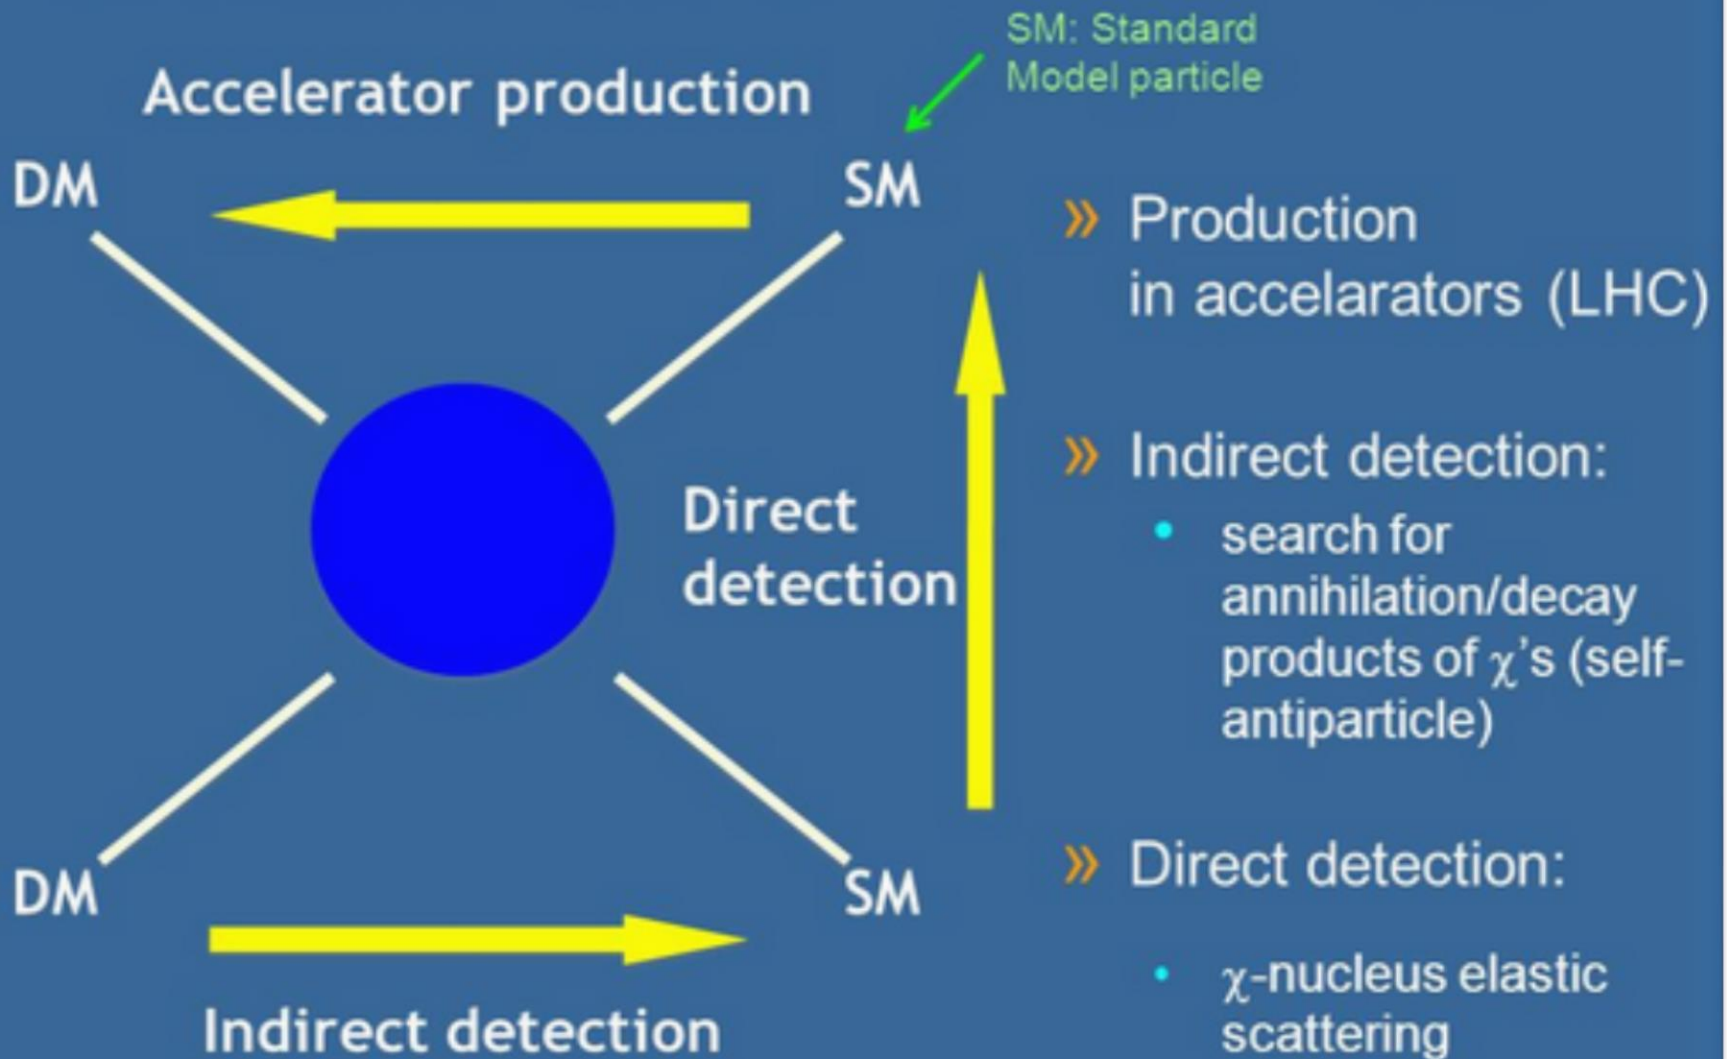 SM: Standard
Model particle
Accelerator production
DM
SM
Direct
detection
DM
SM
Indirect detection
» Production
in accelarators (LHC)
» Indirect detection:
• search for
annihilation/decay
products of χ's (self-
antiparticle)
» Direct detection:
• χ-nucleus elastic
scattering